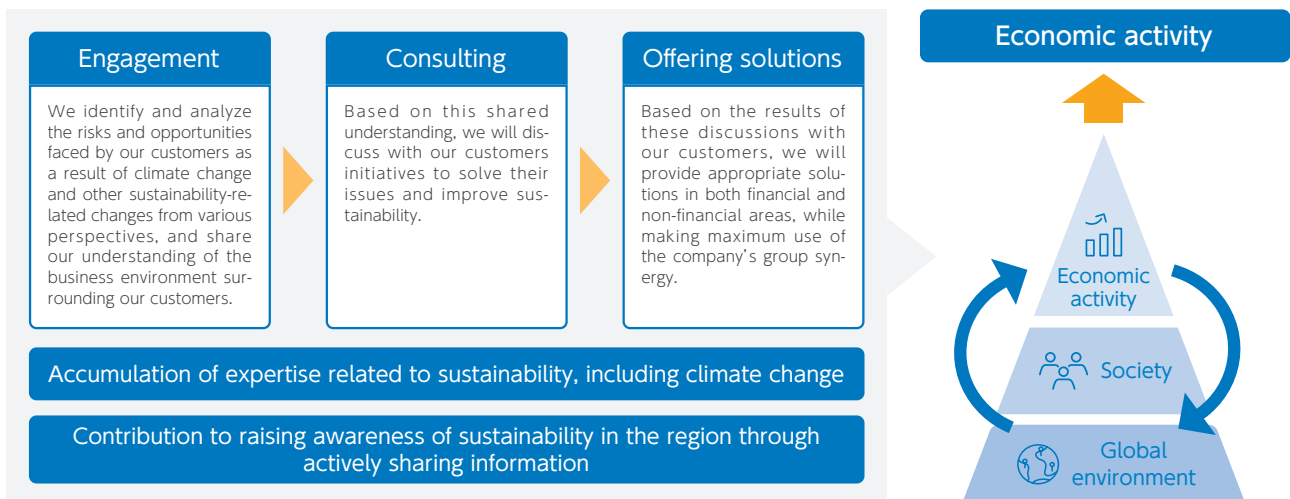 Engagement
We identify and analyze
the risks and opportunities
faced by our customers as
a result of climate change
and other sustainability-
related changes from various
perspectives, and share
our understanding of the
business environment sur-
rounding our customers.
Consulting
Based on this shared
understanding, we will dis-
cuss with our customers
initiatives to solve their
issues and improve sus-
tainability.
Offering solutions
Based on the results of
these discussions with
our customers, we will
provide appropriate solu-
tions in both financial and
non-financial areas, while
making maximum use of
the company's group syn-
ergy.
Accumulation of expertise related to sustainability, including climate change
Contribution to raising awareness of sustainability in the region through
actively sharing information
Economic activity
Economic
activity
Society
Global
environment